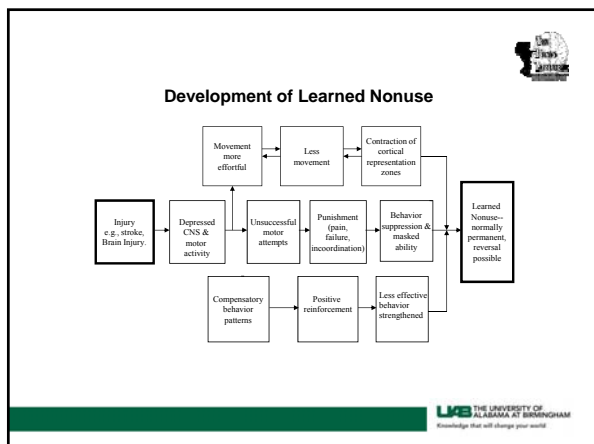 Development of Learned Nonuse
Movement
more
effortful
Less
movement
Contraction of
cortical
representation
zones
Injury
e.g., stroke,
Brain Injury.
Depressed
CNS &
motor
activity
Unsuccessful
motor
attempts
Punishment
(pain,
failure,
incoordination)
Behavior
suppression &
masked
ability
Learned
Nonuse--
normally
permanent,
reversal
possible
Compensatory
behavior
patterns
Positive
reinforcement
Less effective
behavior
strengthened
UAB THE UNIVERSITY OF
ALABAMA AT BIRMINGHAM
Knowledge that will change your world